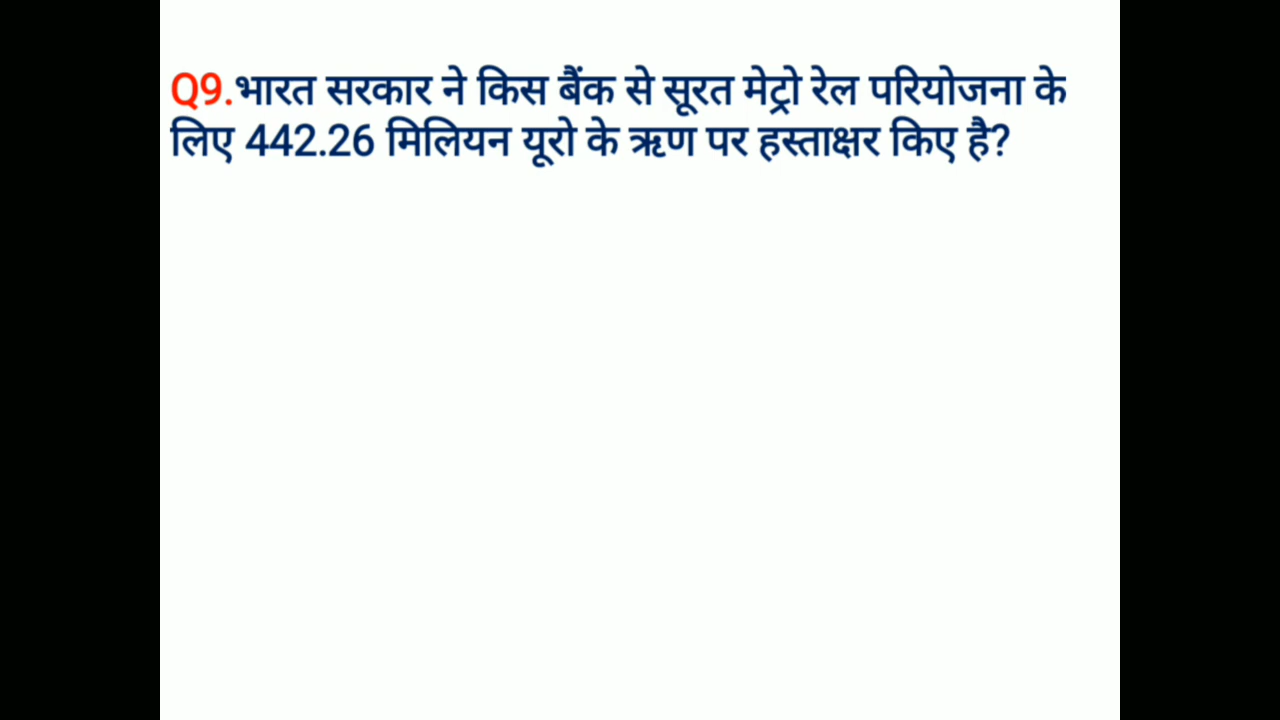 Q9.भारत सरकार ने किस बैंक से सूरत मेट्रो रेल परियोजना के
लिए 442.26 मिलियन यूरो के ऋण पर हस्ताक्षर किए है?